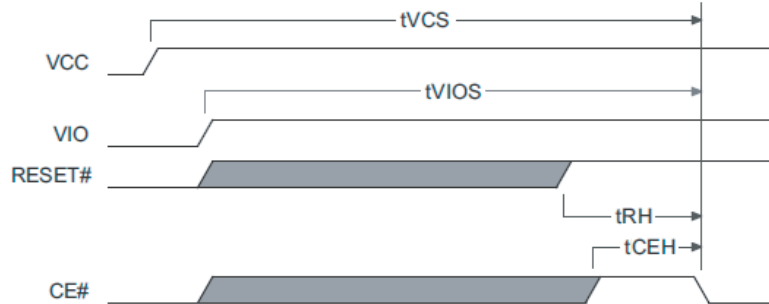 tVCS
VCC
tVIOS
VIO
RESET#
tRH
tCEH
CE#